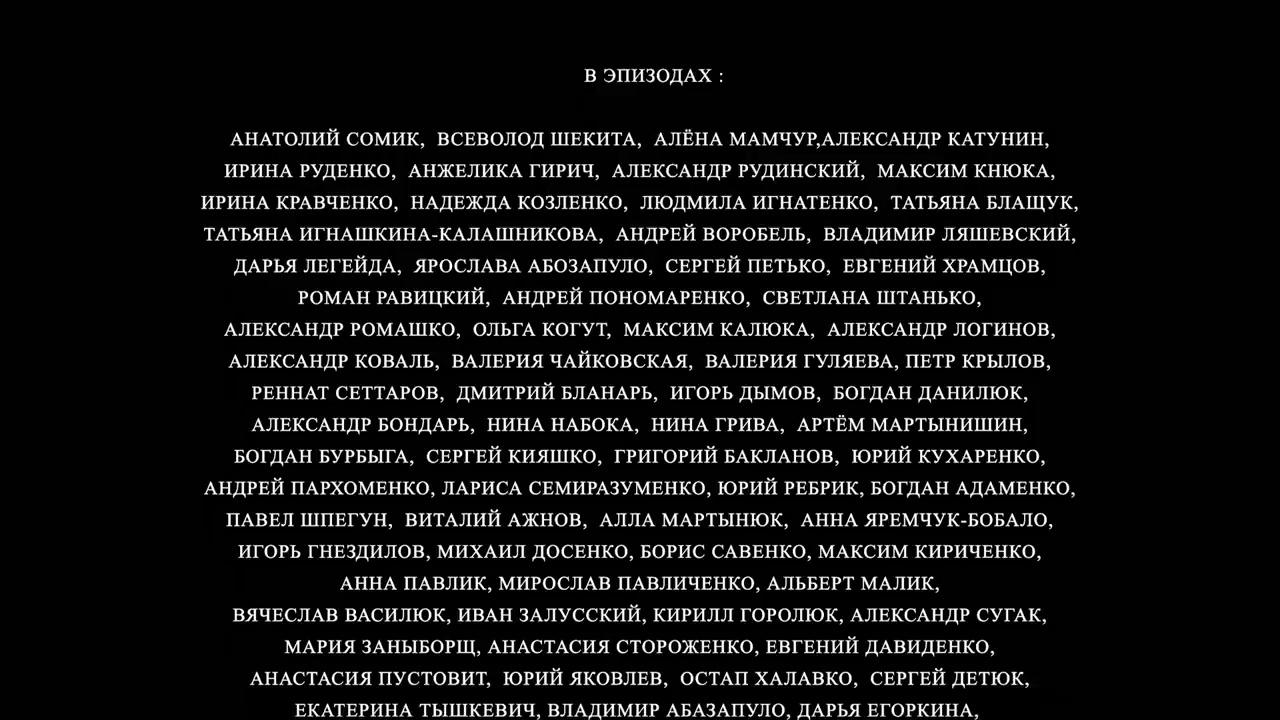 В ЭПИЗОДАХ :
АНАТОЛИЙ СОМИК, ВСЕВОЛОД ШЕКИТА, АЛЁНА МАМЧУР,АЛЕКСАНДР КАТУНИН,
ИРИНА РУДЕНКО, АНЖЕЛИКА ГИРИЧ, АЛЕКСАНДР РУДИНСКИЙ, МАКСИМ КНЮКА,
ИРИНА КРАВЧЕНКО, НАДЕЖДА КОЗЛЕНКО, ЛЮДМИЛА ИГНАТЕНКО, ТАТЬЯНА БЛАЩУК,
ТАТЬЯНА ИГНАШКИНА-КАЛАШНИКОВА, АНДРЕЙ ВОРОБЕЛЬ, ВЛАДИМИР ЛЯШЕВСКИЙ,
ДАРЬЯ ЛЕГЕЙДА, ЯРОСЛАВА АБОЗАПУЛО, СЕРГЕЙ ПЕТЬКО, ЕВГЕНИЙ ХРАМЦОВ,
РОМАН РАВИЦКИЙ, АНДРЕЙ ПОНОМАРЕНКО, СВЕТЛАНА ШТАНЬКО,
АЛЕКСАНДР РОМАШКО, ОЛЬГА КОГУТ, МАКСИМ КАЛЮКА, АЛЕКСАНДР ЛОГИНОВ,
АЛЕКСАНДР КОВАЛЬ, ВАЛЕРИЯ ЧАЙКОВСКАЯ, ВАЛЕРИЯ ГУЛЯЕВА, ПЕТР КРЫЛОВ,
РЕННАТ СЕТТАРОВ, ДМИТРИЙ БЛАНАРЬ, ИГОРЬ ДЫМОВ, БОГДАН ДАНИЛЮК,
АЛЕКСАНДР БОНДАРЬ, НИНА НАБОКА, НИНА ГРИВА, АРТЁМ МАРТЫНИШИН,
БОГДАН БУРБЫГА, СЕРГЕЙ КИЯШКО, ГРИГОРИЙ БАКЛАНОВ, ЮРИЙ КУХАРЕНКО,
АНДРЕЙ ПАРХОМЕНКО, ЛАРИСА СЕМИРАЗУМЕНКО, ЮРИЙ РЕБРИК, БОГДАН АДАМЕНКО,
ПАВЕЛ ШПЕГУН, ВИТАЛИЙ АЖНОВ, АЛЛА МАРТЫНЮК, АННА ЯРЕМЧУК-БОБАЛО,
ИГОРЬ ГНЕЗДИЛОВ, МИХАИЛ ДОСЕНКО, БОРИС САВЕНКО, МАКСИМ КИРИЧЕНКО,
АННА ПАВЛИК, МИРОСЛАВ ПАВЛИЧЕНКО, АЛЬБЕРТ МАЛИК,
ВЯЧЕСЛАВ ВАСИЛЮК, ИВАН ЗАЛУССКИЙ, КИРИЛЛ ГОРОЛЮК, АЛЕКСАНДР СУГАК,
МАРИЯ ЗАНЫБОРЩ, АНАСТАСИЯ СТОРОЖЕНКО, ЕВГЕНИЙ ДАВИДЕНКО,
АНАСТАСИЯ ПУСТОВИТ, ЮРИЙ ЯКОВЛЕВ, ОСТАП ХАЛАВКО, СЕРГЕЙ ДЕТЮК,
ЕКАТЕРИНА ТЫШКЕВИЧ, ВЛАДИМИР АБАЗАПУЛО, ДАРЬЯ ЕГОРКИНА,